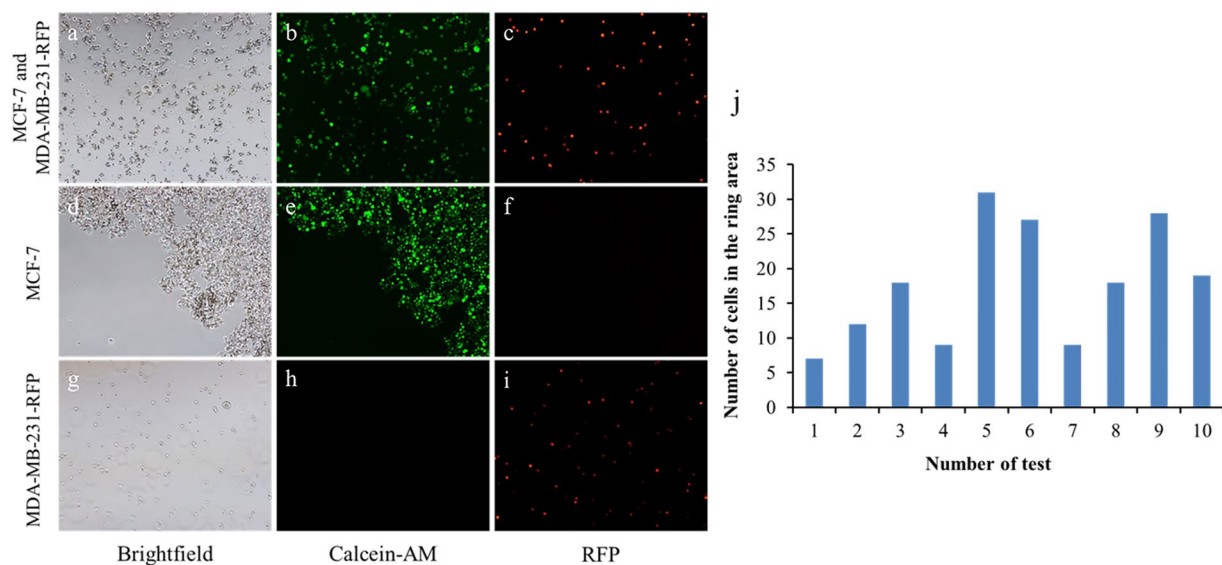 MCF-7 and
MDA-MB-231-RFP
a
b
c
MCF-7
d
e
f
MDA-MB-231-RFP
g
h
i
Brightfield
Calcein-AM
RFP
j
Number of cells in the ring area
35
30
25
20
15
10
5
0
1 2 3 4 5 6 7 8 9 10
Number of test